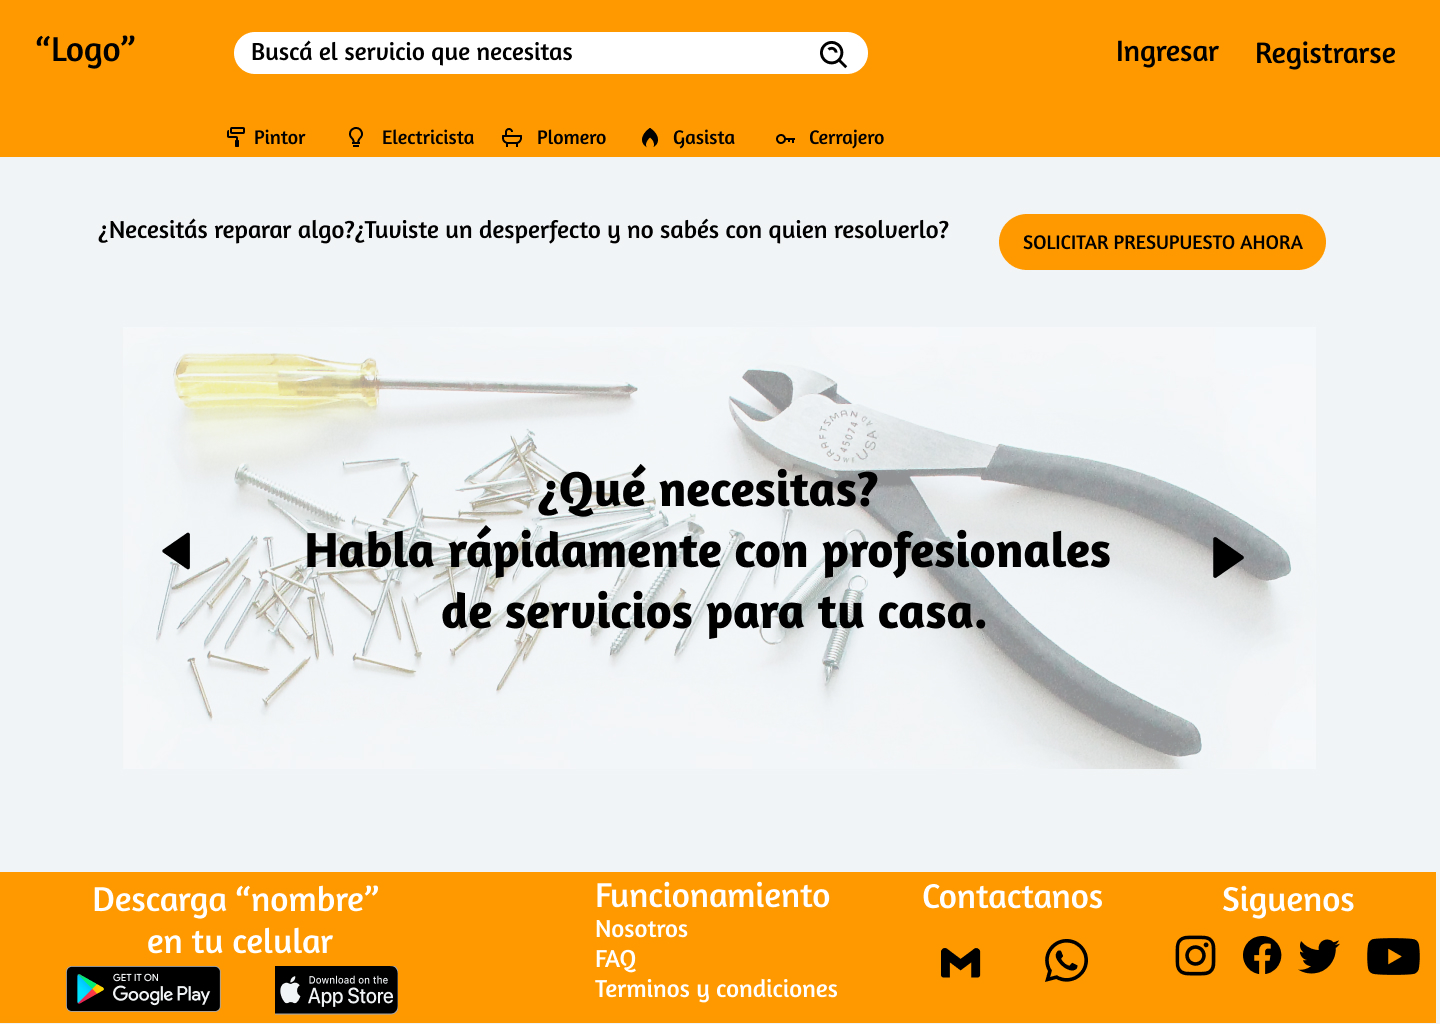 “Logo”
Buscá el servicio que necesitas
Ingresar
Registrarse
Pintor
Electricista
Plomero
Gasista
Cerrajero
¿Necesitás reparar algo?¿Tuviste un desperfecto y no sabés con quien resolverlo?
SOLICITAR PRESUPUESTO AHORA
CRAFTSMAN
45074
USA
¿Qué necesitas?
Habla rápidamente con profesionales
de servicios para tu casa.
Descarga “nombre”
en tu celular
GET IT ON
Google Play
Download on the
App Store
Funcionamiento
Nosotros
FAQ
Terminos y condiciones
Contactanos
Siguenos